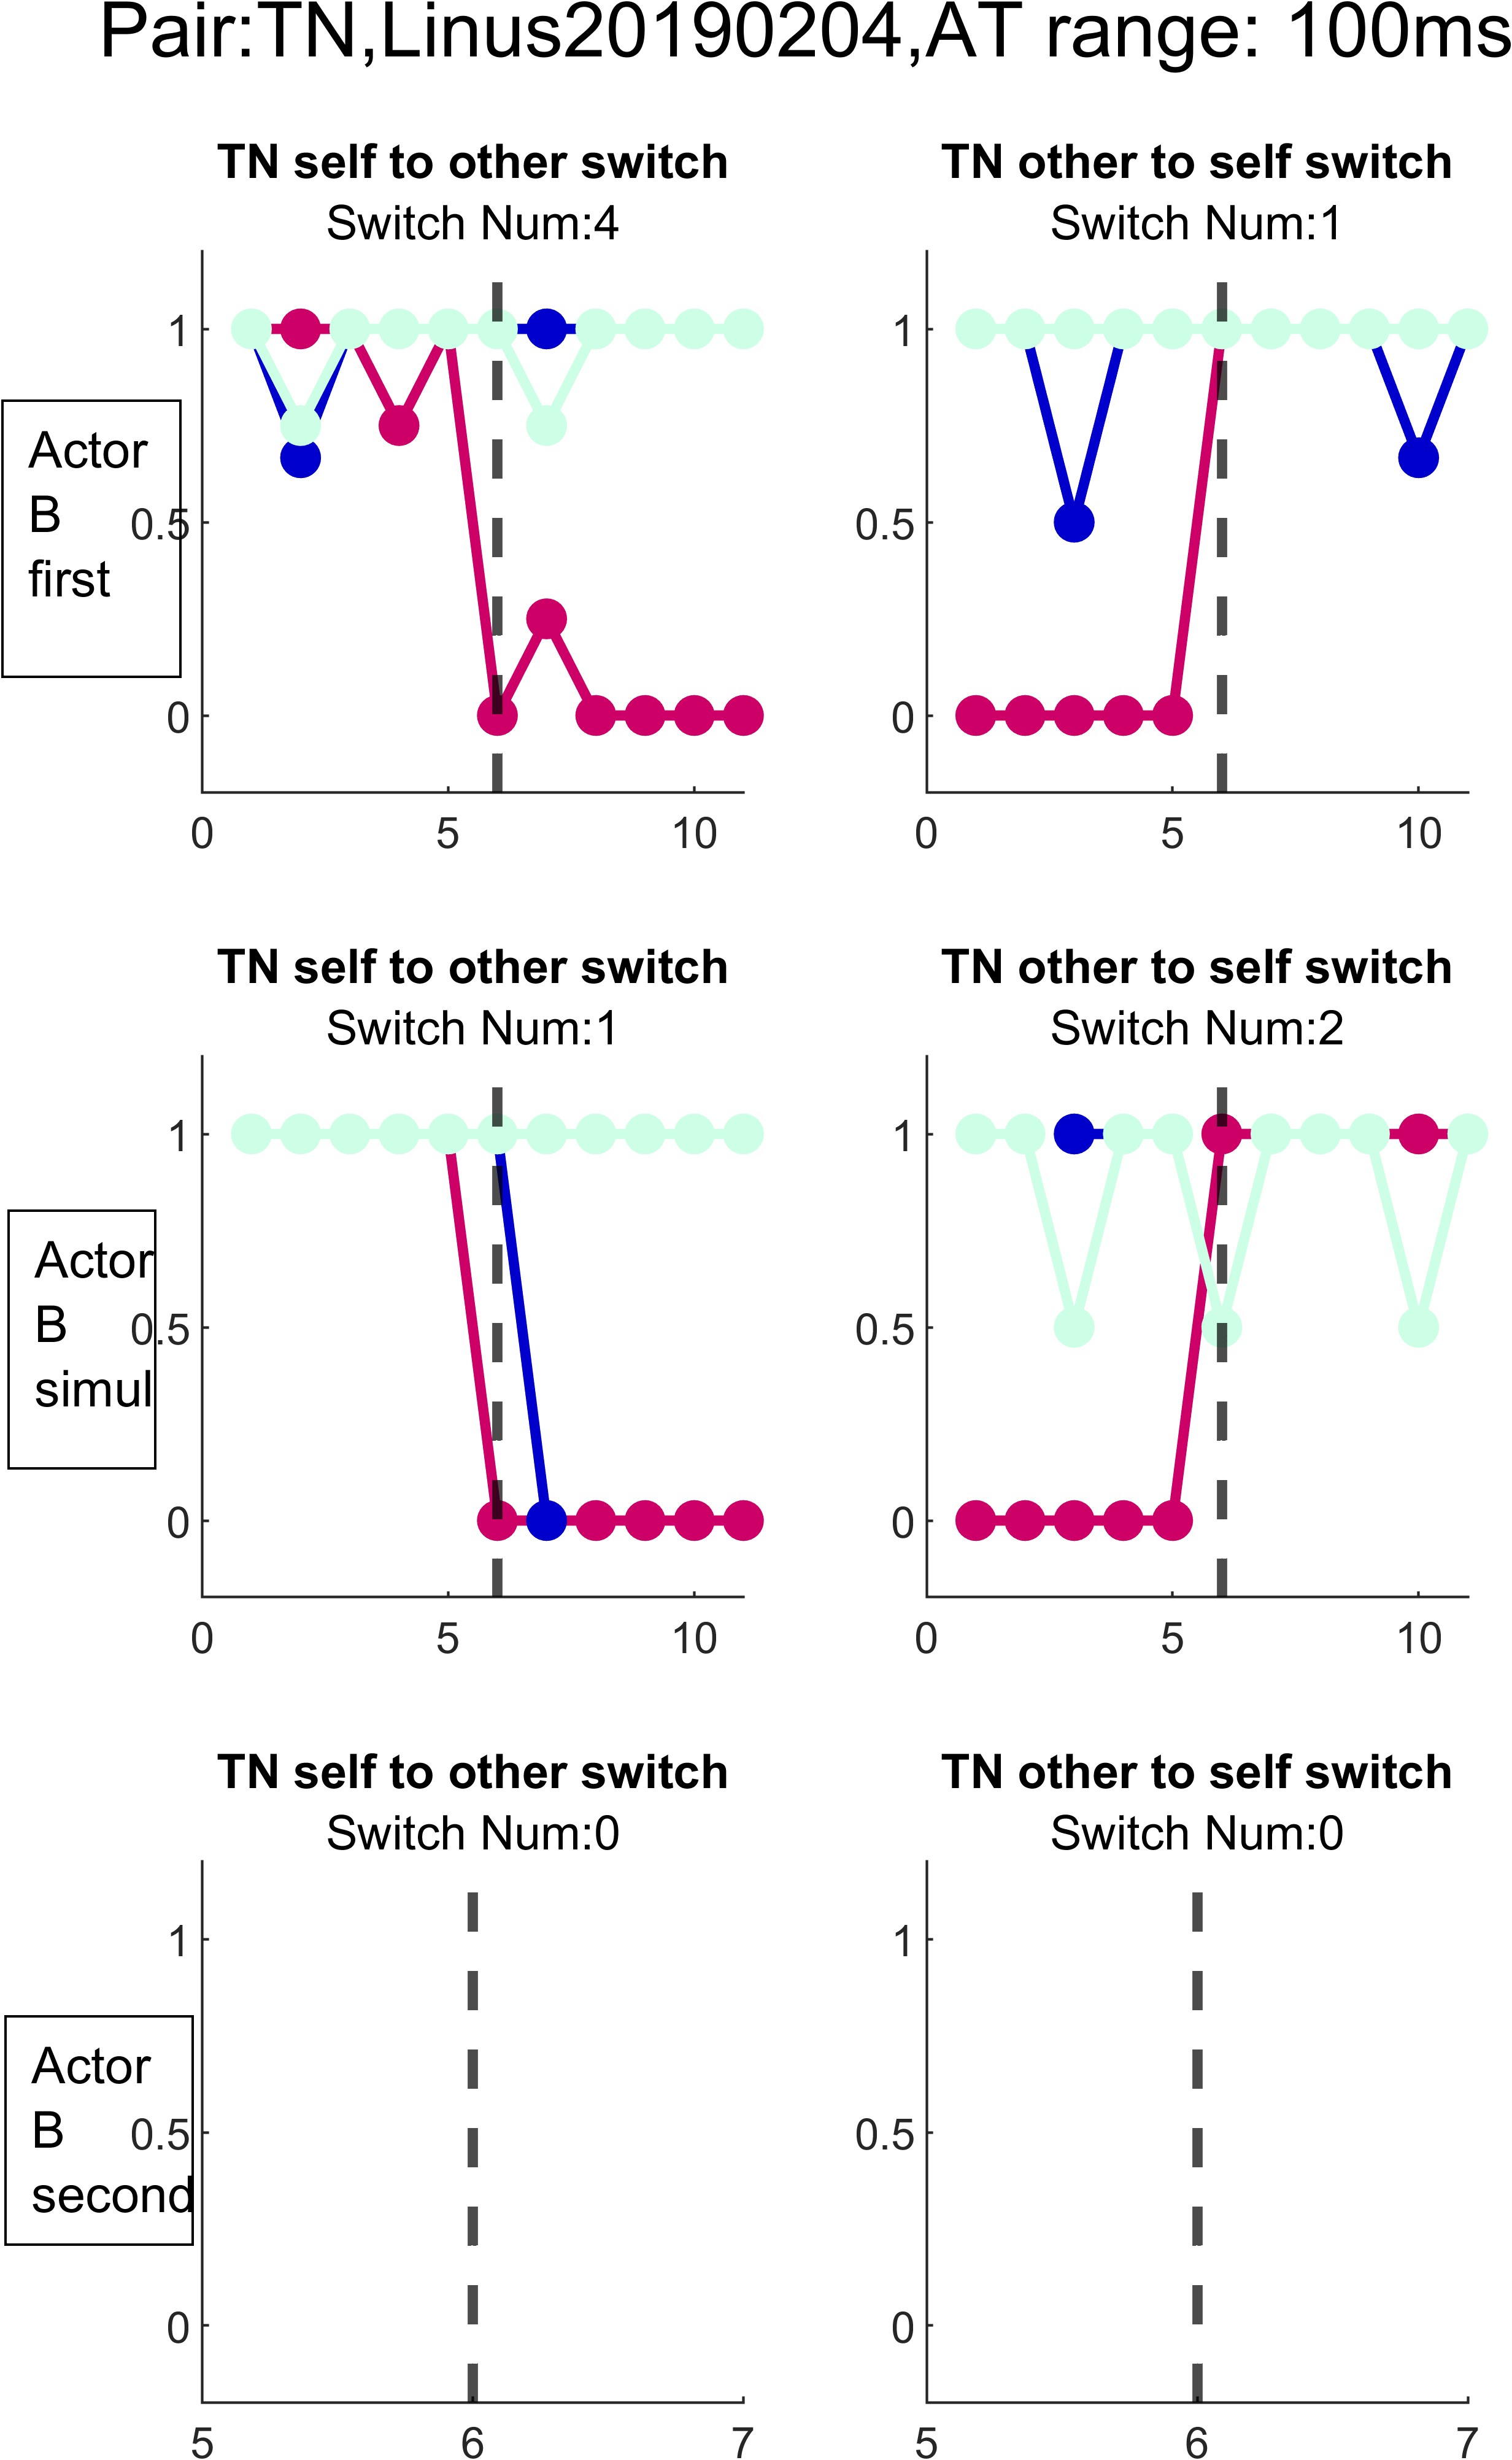 Pair:TN,Linus20190204,AT range: 100ms
TN self to other switch
Switch Num:4
TN other to self switch
Switch Num:1
Actor
B
first
1
0.5
0
0
5
10
1
0.5
0
0
5
10
TN self to other switch
Switch Num:1
TN other to self switch
Switch Num:2
Actor
B
simul
1
0.5
0
0
5
10
1
0.5
0
0
5
10
TN self to other switch
Switch Num:0
TN other to self switch
Switch Num:0
Actor
B
second
1
0.5
0
5
6
7
1
0.5
0
5
6
7